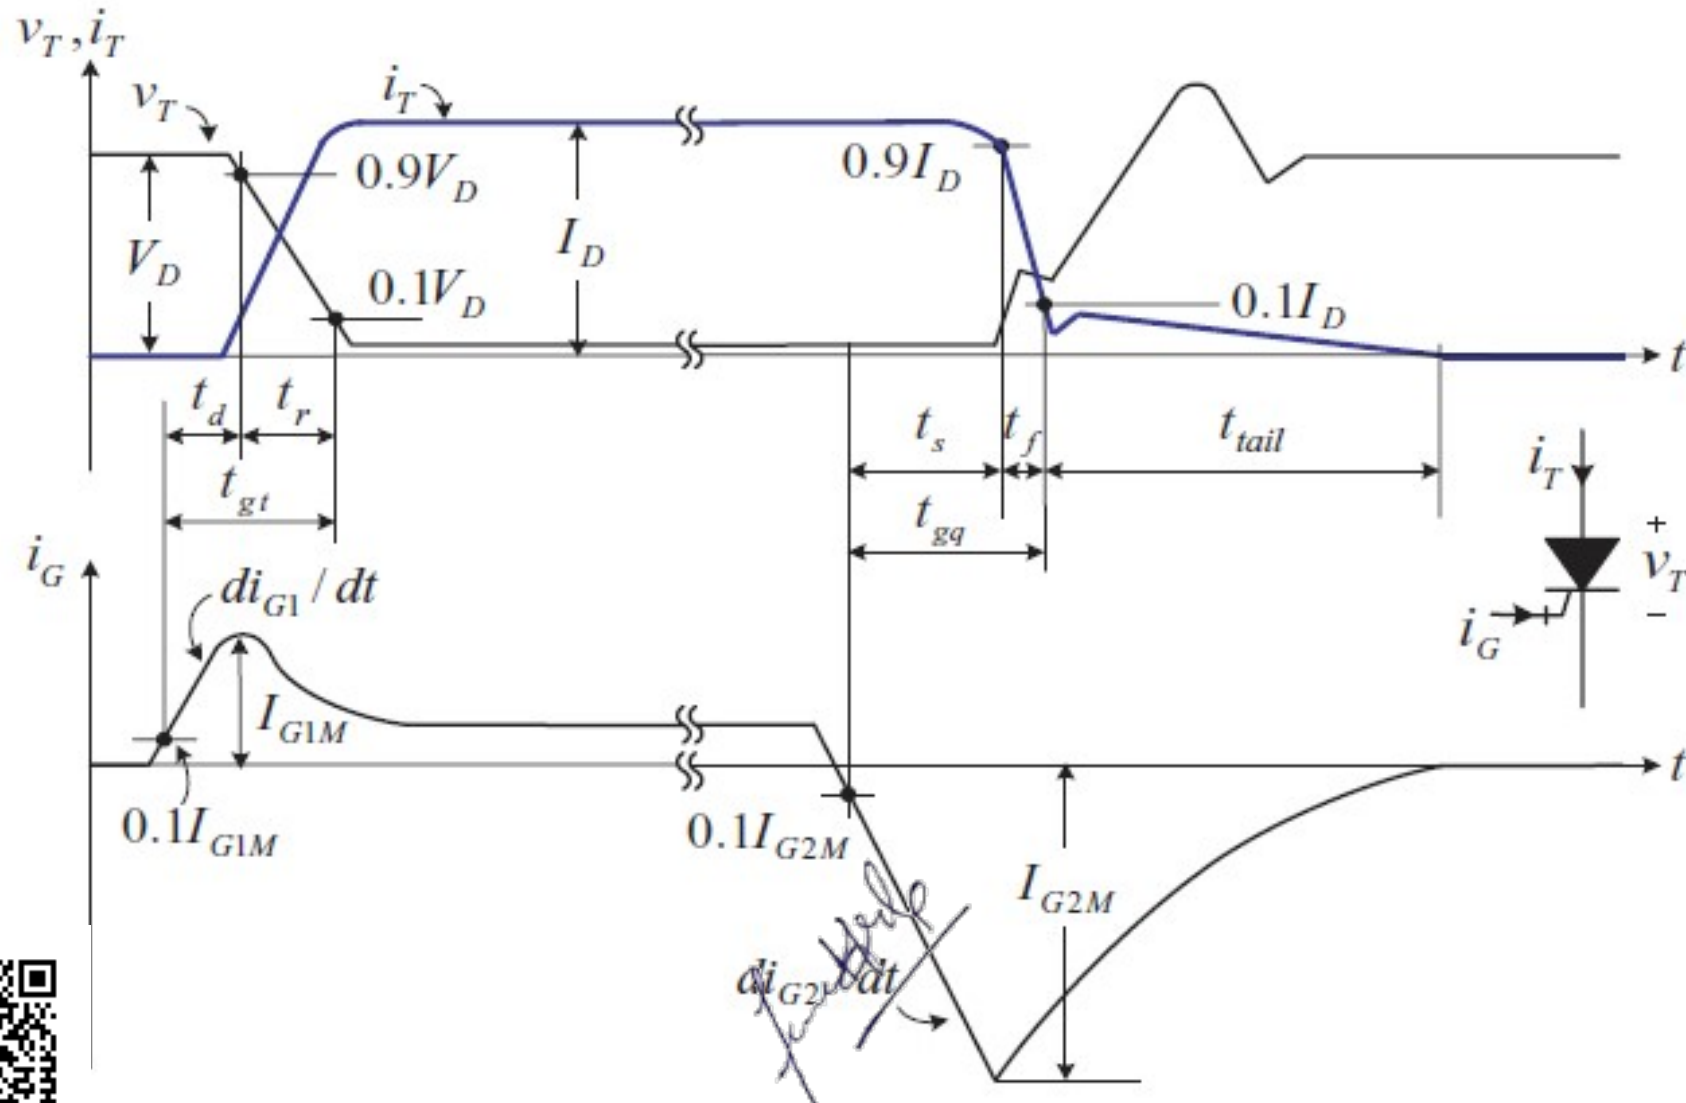 v_T , i_T
v_T
i_T
0.9V_D
0.9I_D
V_D
I_D
0.1V_D
0.1I_D
t
t_d
t_r
t_s
t_f
t_tail
i_T
t_gt
t_gq
+
v_T
−
i_G
i_G
di_G1 / dt
I_G1M
t
0.1I_G1M
0.1I_G2M
I_G2M
di_G2 / dt